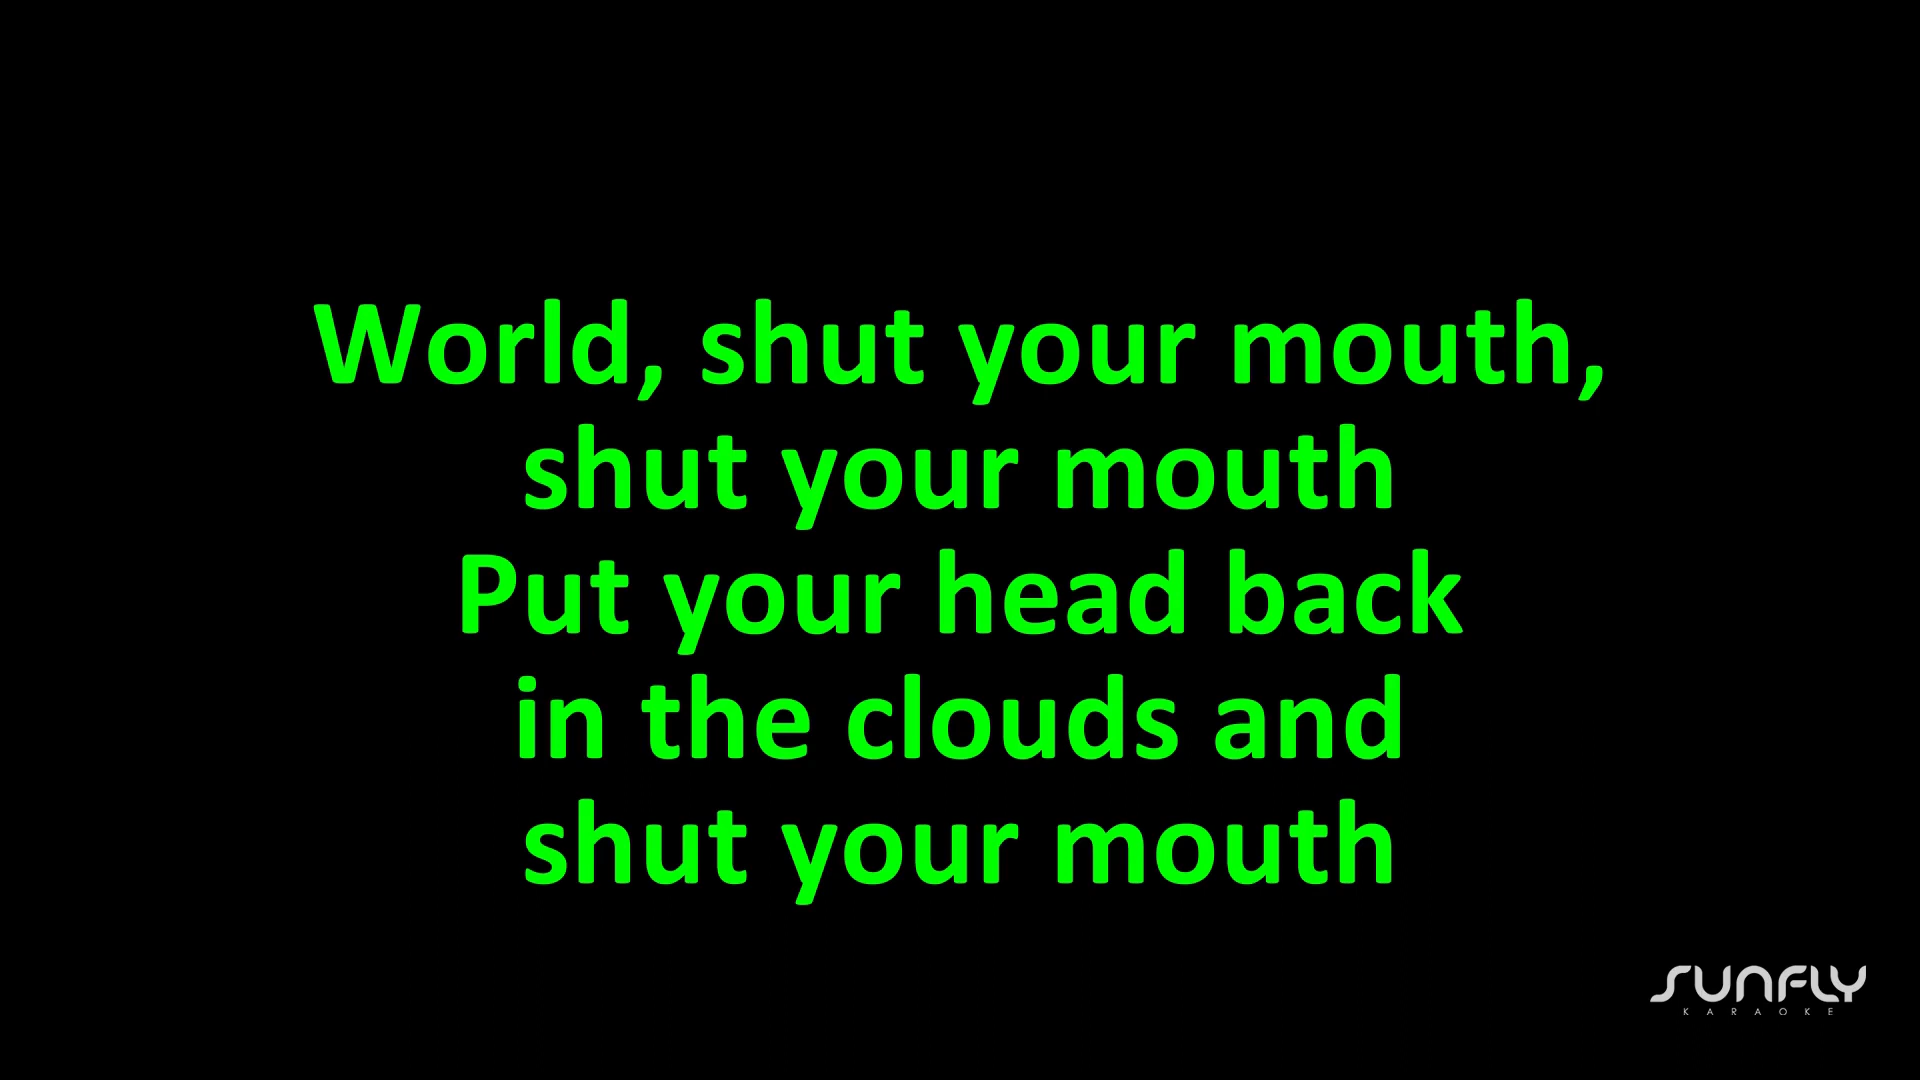 World, shut your mouth,
shut your mouth
Put your head back
in the clouds and
shut your mouth
SUNFLY
KARAOKE